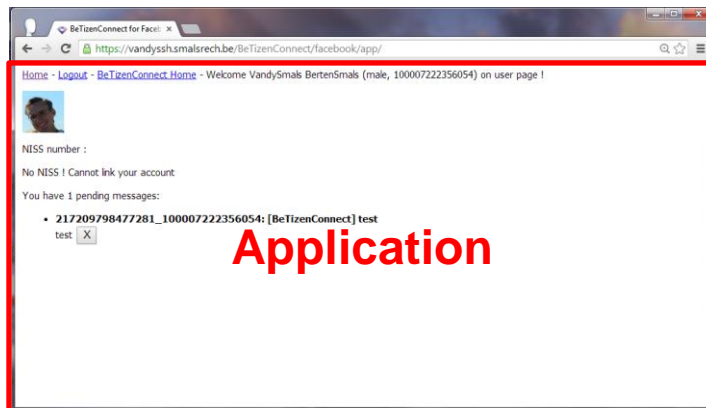 BeTizenConnect for Faceb
https://vandyssh.smalsrech.be/BeTizenConnect/facebook/app/
Home - Logout - BeTizenConnect Home - Welcome VandySmals BertenSmals (male, 100007222356054) on user page !
NISS number :
No NISS ! Cannot link your account
You have 1 pending messages:
• 217209798477281_100007222356054: [BeTizenConnect] test
test X
Application